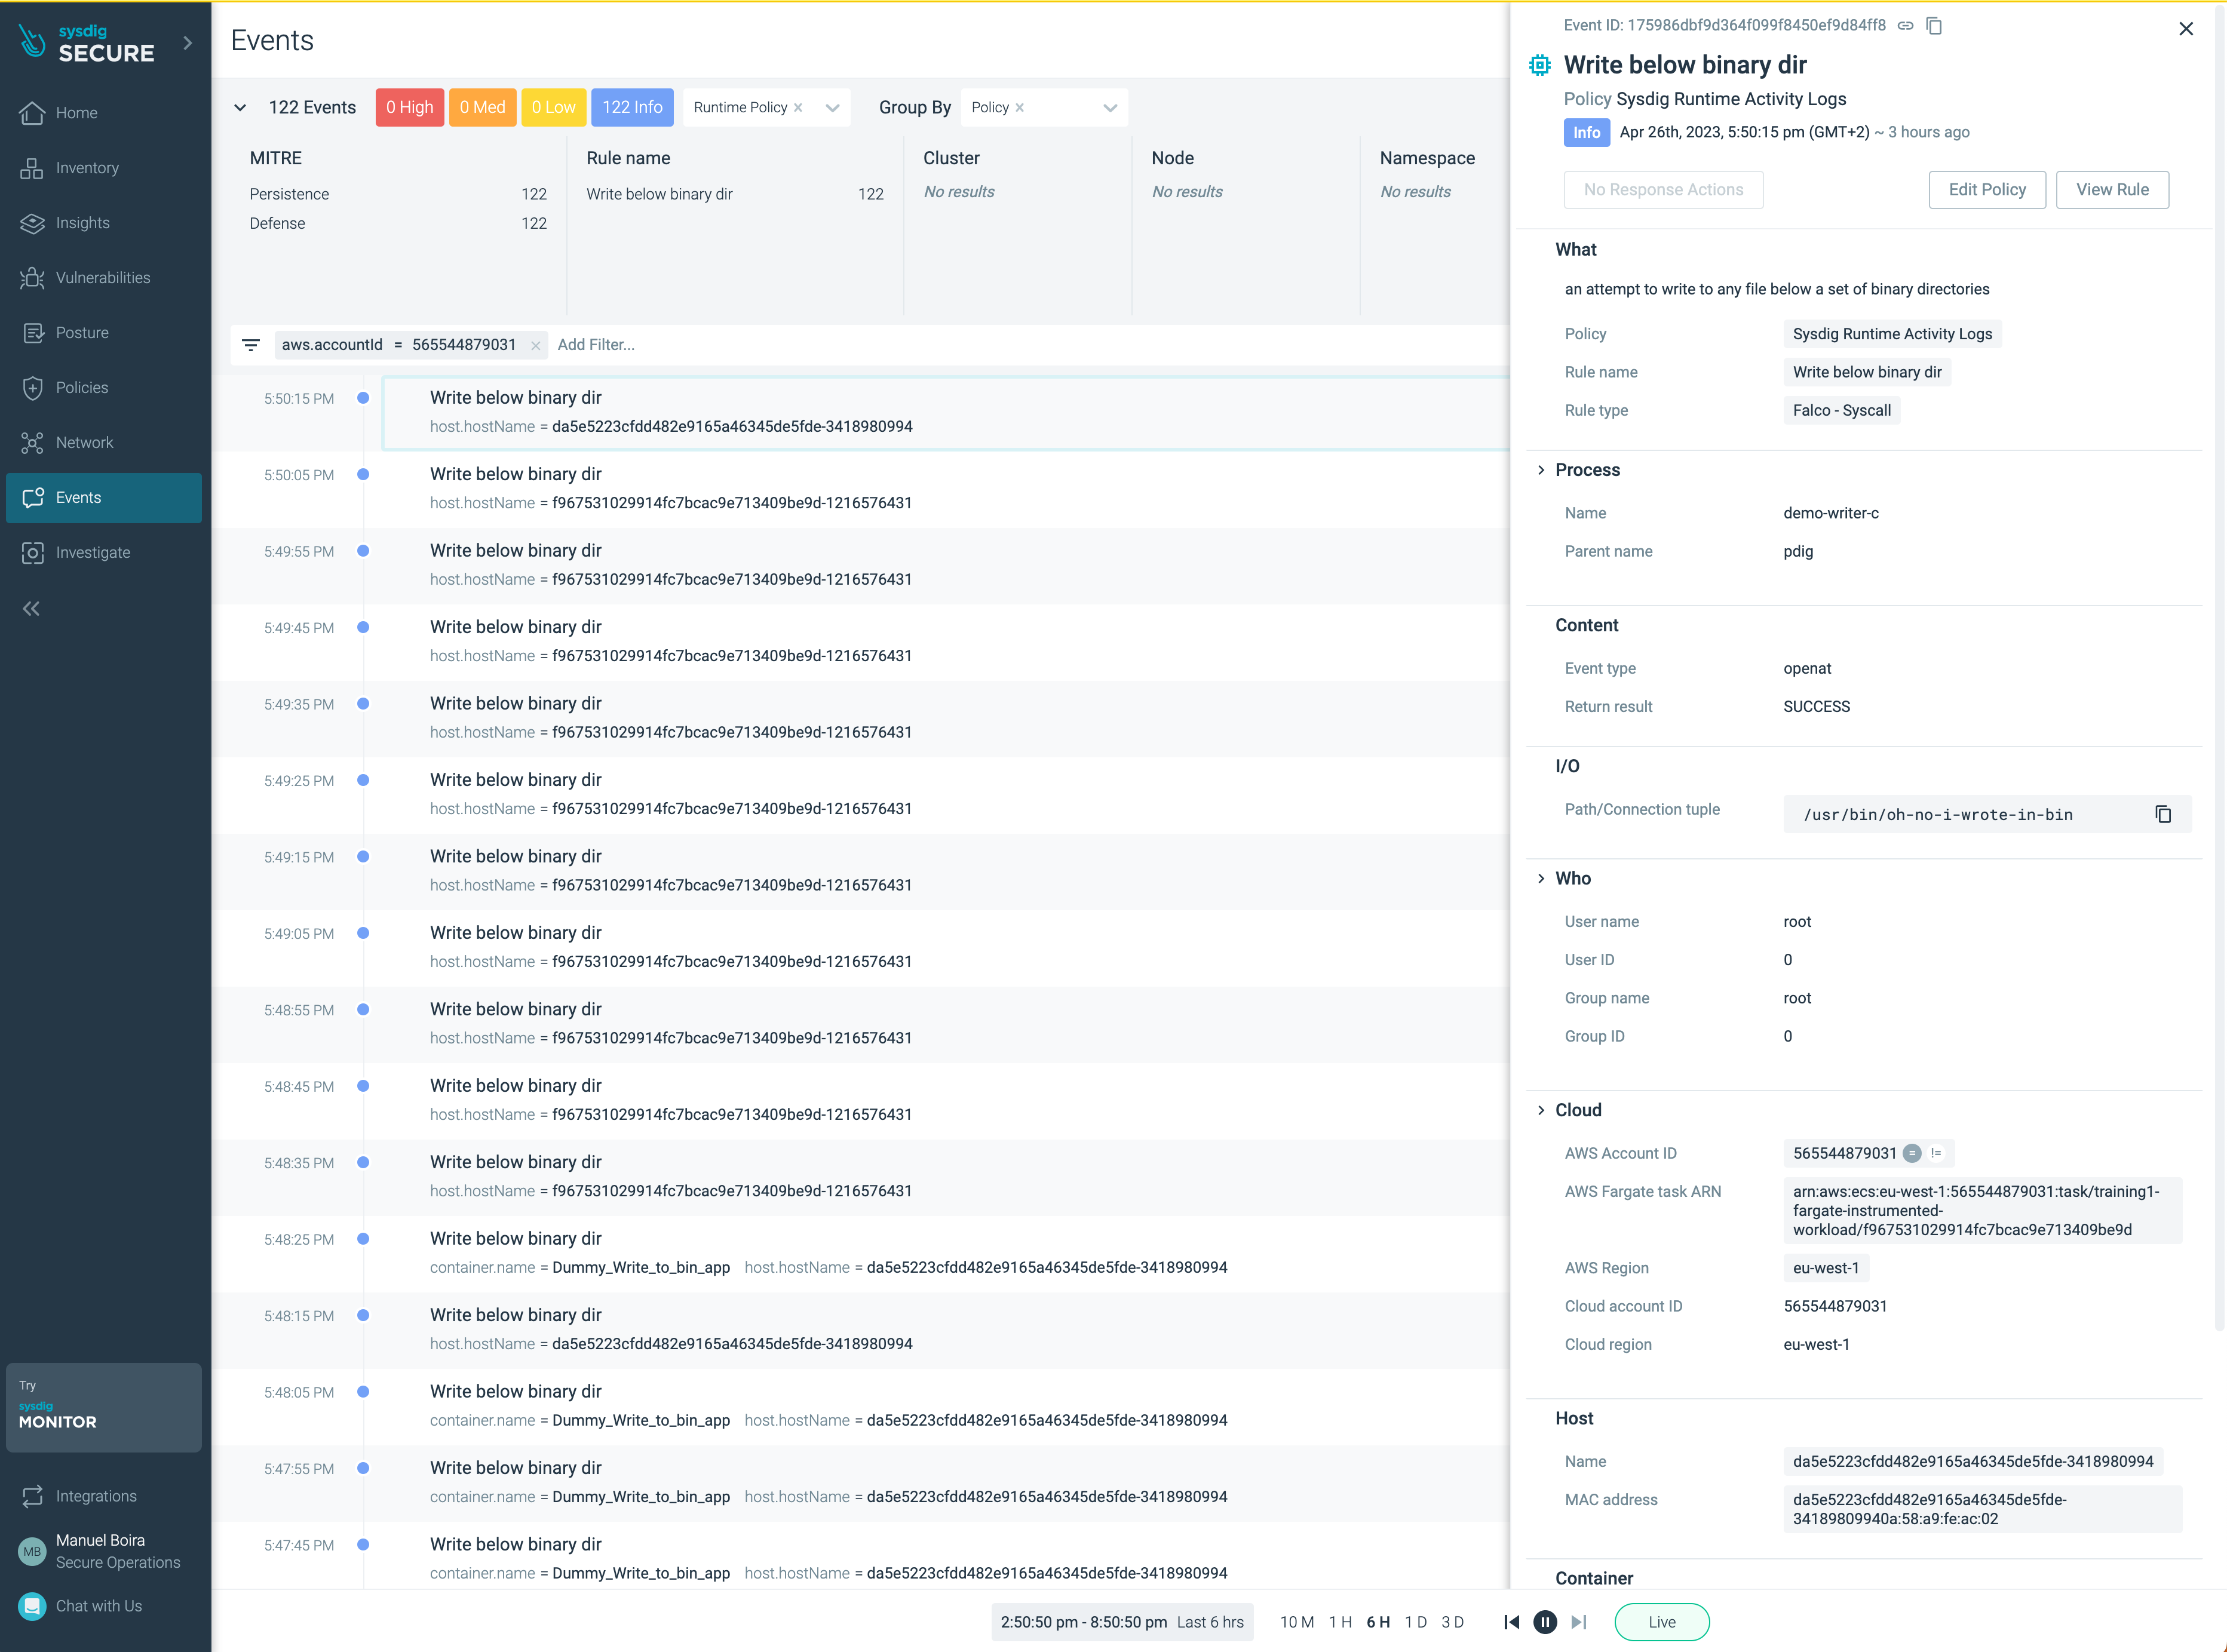 sysdig
SECURE
Home
Inventory
Insights
Vulnerabilities
Posture
Policies
Network
Events
Investigate
Try
sysdig
MONITOR
Integrations
MB
Manuel Boira
Secure Operations
Chat with Us
Events
122 Events 0 High 0 Med 0 Low 122 Info Runtime Policy × Group By Policy ×
MITRE
Persistence 122
Defense 122
Rule name
Write below binary dir 122
Cluster
No results
Node
No results
Namespace
No results
aws.accountId = 565544879031 × Add Filter...
5:50:15 PM Write below binary dir
host.hostName = da5e5223cfdd482e9165a46345de5fde-3418980994
5:50:05 PM Write below binary dir
host.hostName = f967531029914fc7bcac9e713409be9d-1216576431
5:49:55 PM Write below binary dir
host.hostName = f967531029914fc7bcac9e713409be9d-1216576431
5:49:45 PM Write below binary dir
host.hostName = f967531029914fc7bcac9e713409be9d-1216576431
5:49:35 PM Write below binary dir
host.hostName = f967531029914fc7bcac9e713409be9d-1216576431
5:49:25 PM Write below binary dir
host.hostName = f967531029914fc7bcac9e713409be9d-1216576431
5:49:15 PM Write below binary dir
host.hostName = f967531029914fc7bcac9e713409be9d-1216576431
5:49:05 PM Write below binary dir
host.hostName = f967531029914fc7bcac9e713409be9d-1216576431
5:48:55 PM Write below binary dir
host.hostName = f967531029914fc7bcac9e713409be9d-1216576431
5:48:45 PM Write below binary dir
host.hostName = f967531029914fc7bcac9e713409be9d-1216576431
5:48:35 PM Write below binary dir
host.hostName = f967531029914fc7bcac9e713409be9d-1216576431
5:48:25 PM Write below binary dir
container.name = Dummy_Write_to_bin_app host.hostName = da5e5223cfdd482e9165a46345de5fde-3418980994
5:48:15 PM Write below binary dir
host.hostName = da5e5223cfdd482e9165a46345de5fde-3418980994
5:48:05 PM Write below binary dir
container.name = Dummy_Write_to_bin_app host.hostName = da5e5223cfdd482e9165a46345de5fde-3418980994
5:47:55 PM Write below binary dir
container.name = Dummy_Write_to_bin_app host.hostName = da5e5223cfdd482e9165a46345de5fde-3418980994
5:47:45 PM Write below binary dir
container.name = Dummy_Write_to_bin_app host.hostName = da5e5223cfdd482e9165a46345de5fde-3418980994
2:50:50 pm - 8:50:50 pm Last 6 hrs 10 M 1 H 6 H 1 D 3 D Live
Event ID: 175986dbf9d364f099f8450ef9d84ff8
Write below binary dir
Policy Sysdig Runtime Activity Logs
Info Apr 26th, 2023, 5:50:15 pm (GMT+2) ~ 3 hours ago
No Response Actions Edit Policy View Rule
What
an attempt to write to any file below a set of binary directories
Policy Sysdig Runtime Activity Logs
Rule name Write below binary dir
Rule type Falco - Syscall
Process
Name demo-writer-c
Parent name pdig
Content
Event type openat
Return result SUCCESS
I/O
Path/Connection tuple /usr/bin/oh-no-i-wrote-in-bin
Who
User name root
User ID 0
Group name root
Group ID 0
Cloud
AWS Account ID 565544879031 = !=
AWS Fargate task ARN arn:aws:ecs:eu-west-1:565544879031:task/training1-
fargate-instrumented-
workload/f967531029914fc7bcac9e713409be9d
AWS Region eu-west-1
Cloud account ID 565544879031
Cloud region eu-west-1
Host
Name da5e5223cfdd482e9165a46345de5fde-3418980994
MAC address da5e5223cfdd482e9165a46345de5fde-
34189809940a:58:a9:fe:ac:02
Container